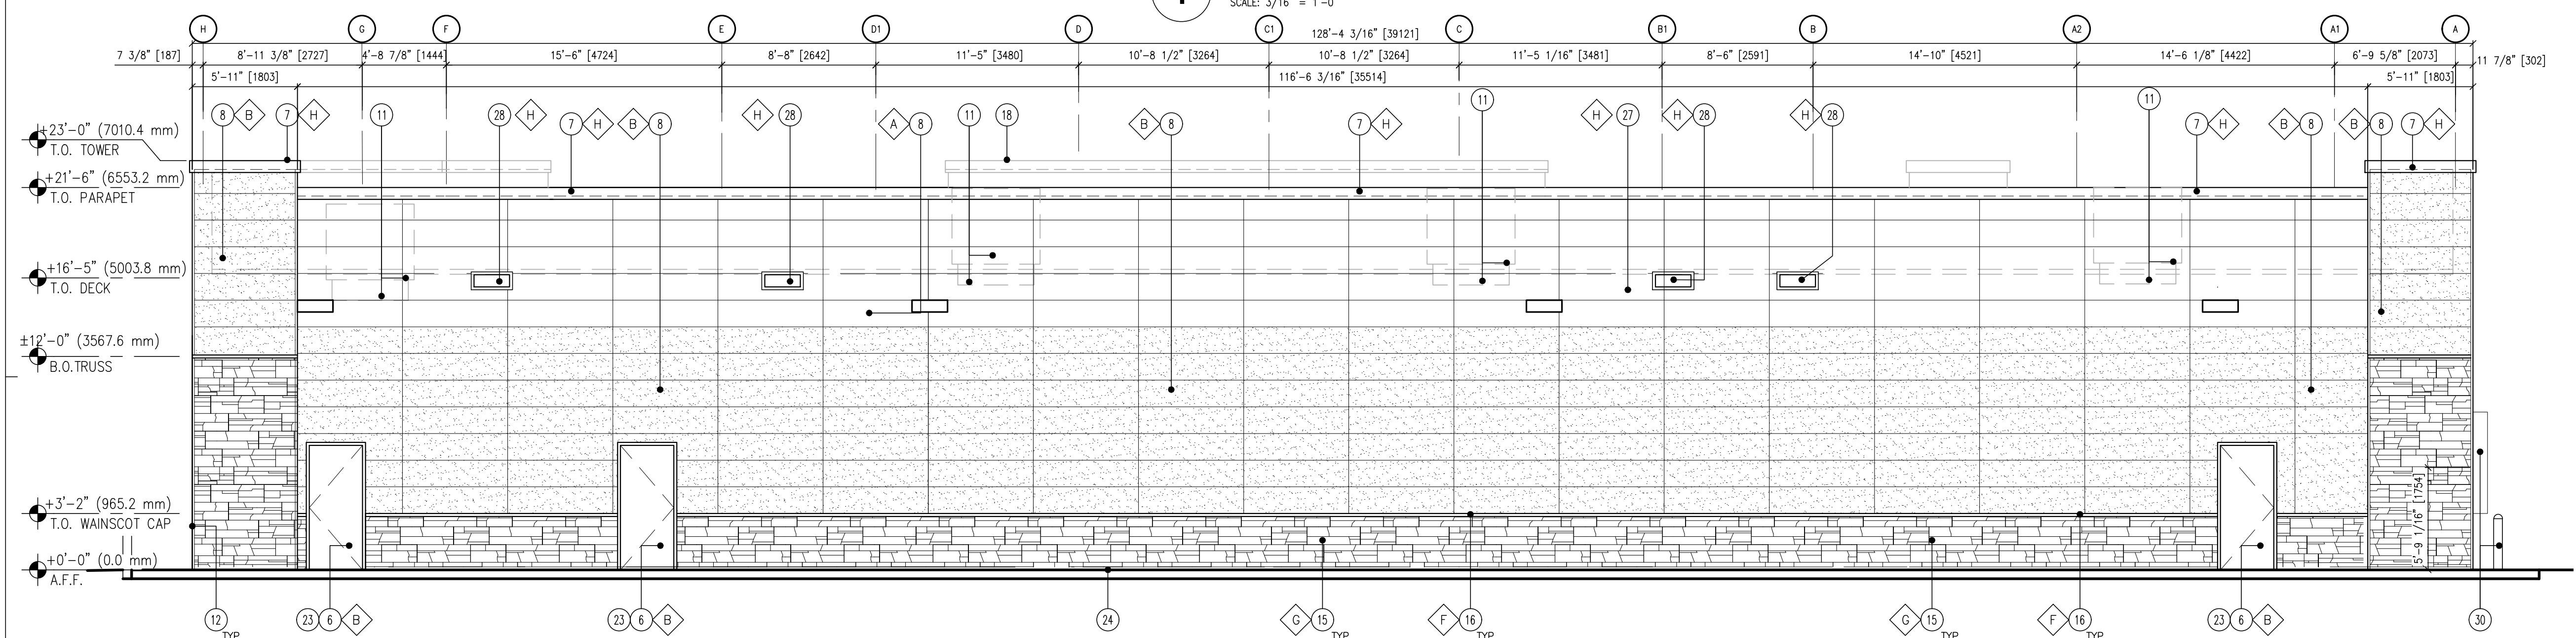 SCALE: 3/16" = 1'-0"
H G F E D1 D C1 C B1 B A2 A1 A
128'-4 3/16" [39121]
7 3/8" [187] 8'-11 3/8" [2727] 4'-8 7/8" [1444] 15'-6" [4724] 8'-8" [2642] 11'-5" [3480] 10'-8 1/2" [3264] 10'-8 1/2" [3264] 11'-5 1/16" [3481] 8'-6" [2591] 14'-10" [4521] 14'-6 1/8" [4422] 6'-9 5/8" [2073] 11 7/8" [302]
5'-11" [1803] 116'-6 3/16" [35514] 5'-11" [1803]
8 B 7 H 11 28 H 7 H B 8 H 28 A 8 11 18 B 8 7 H 11 H 27 H 28 H 28 11 7 H B 8 B 8 7 H
+23'-0" (7010.4 mm)
T.O. TOWER
+21'-6" (6553.2 mm)
T.O. PARAPET
+16'-5" (5003.8 mm)
T.O. DECK
±12'-0" (3567.6 mm)
B.O.TRUSS
+3'-2" (965.2 mm)
T.O. WAINSCOT CAP
+0'-0" (0.0 mm)
A.F.F.
5'-9 1/16" [1754]
12 23 6 B 23 6 B 24 G 15 F 16 G 15 F 16 23 6 B 30
TYP TYP TYP TYP TYP